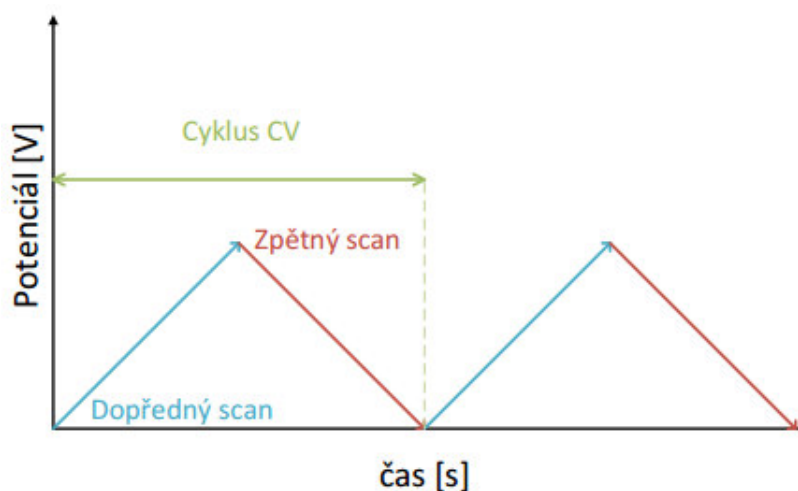 Cyklus CV
Potenciál [V]
Zpětný scan
Dopředný scan
čas [s]